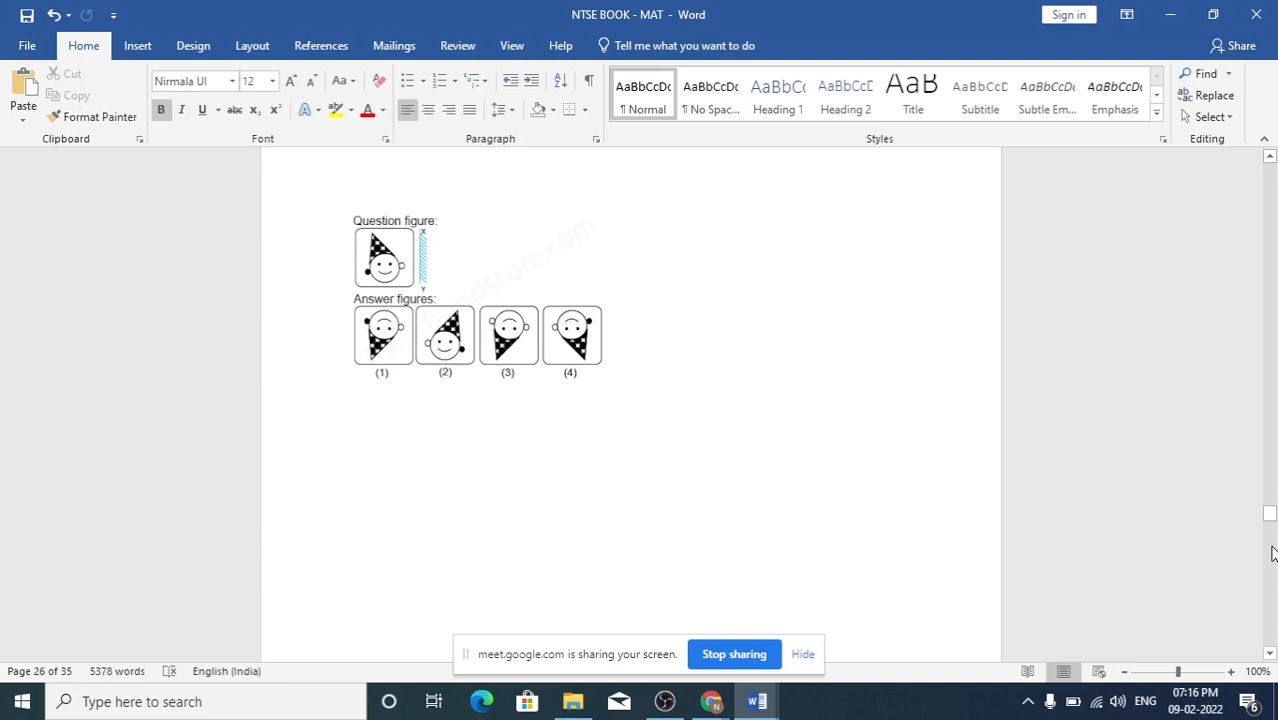 NTSE BOOK - MAT - Word
Sign in
File
Home
Insert
Design
Layout
References
Mailings
Review
View
Help
Tell me what you want to do
Share
Paste
Cut
Copy
Format Painter
Clipboard
Nirmala UI
12
Font
Paragraph
AaBbCcDc
¶ Normal
AaBbCcDc
¶ No Spac...
AaBbCc
Heading 1
AaBbCcD
Heading 2
AaB
Title
AaBbCcD
Subtitle
AaBbCcDc
Subtle Em...
AaBbCcDc
Emphasis
Styles
Find
Replace
Select
Editing
Question figure:
X
Y
Answer figures:
(1)
(2)
(3)
(4)
meet.google.com is sharing your screen.
Stop sharing
Hide
Page 26 of 35
5378 words
English (India)
100%
Type here to search
ENG
07:16 PM
09-02-2022
6